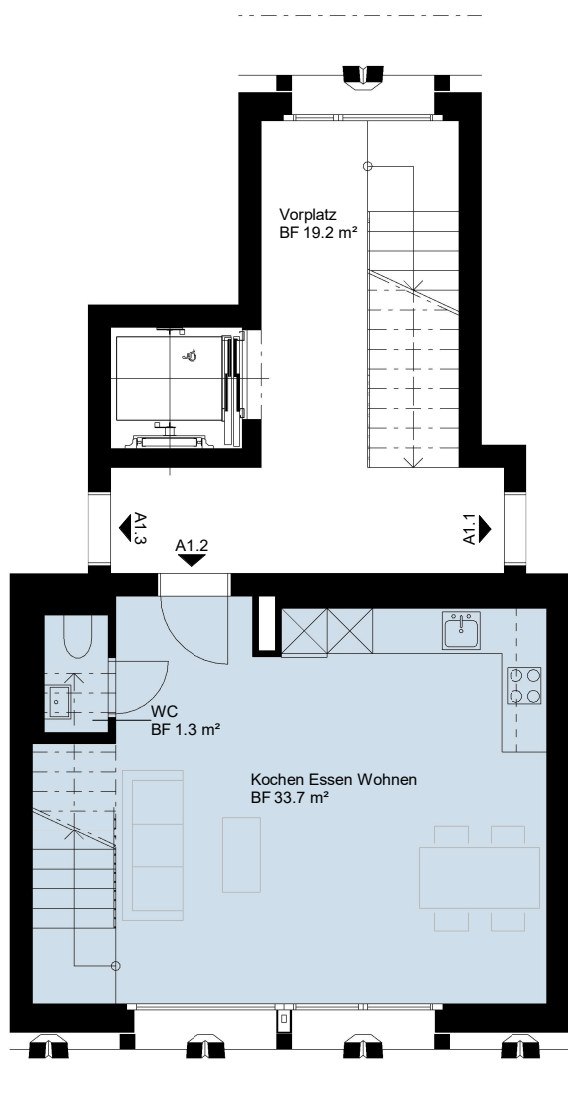 Vorplatz
BF 19.2 m²
A1.3
A1.2
A1.1
WC
BF 1.3 m²
Kochen Essen Wohnen
BF 33.7 m²